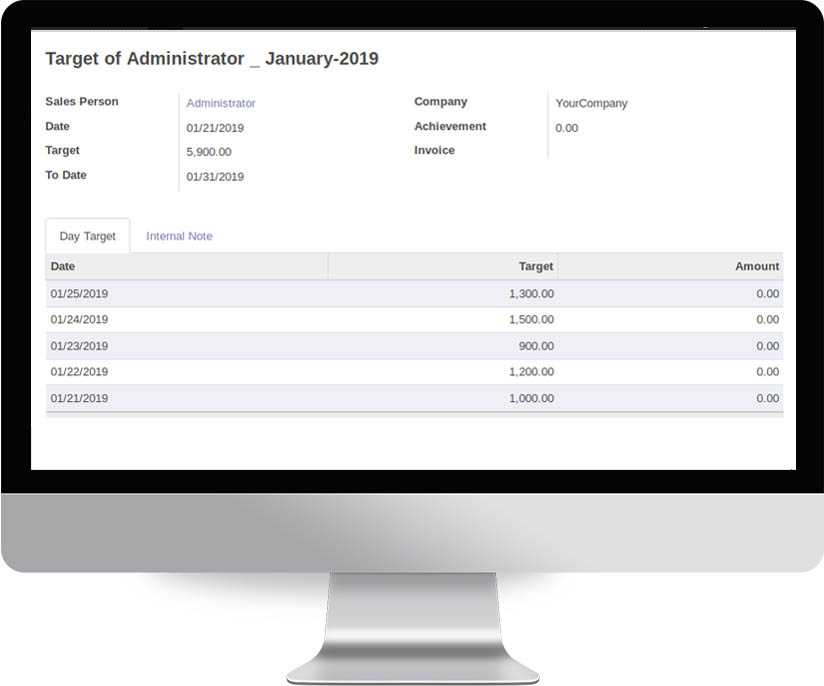 Target of Administrator _ January-2019
Sales Person Administrator Company YourCompany
Date 01/21/2019 Achievement 0.00
Target 5,900.00 Invoice
To Date 01/31/2019
Day Target Internal Note
Date Target Amount
01/25/2019 1,300.00 0.00
01/24/2019 1,500.00 0.00
01/23/2019 900.00 0.00
01/22/2019 1,200.00 0.00
01/21/2019 1,000.00 0.00